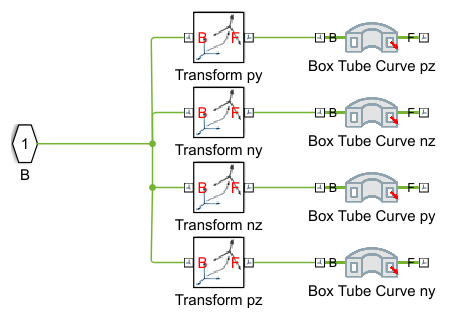 B F B F
Transform py Box Tube Curve pz
B F B F
Transform ny Box Tube Curve nz
1
B
B F B F
Transform nz Box Tube Curve py
B F B F
Transform pz Box Tube Curve ny